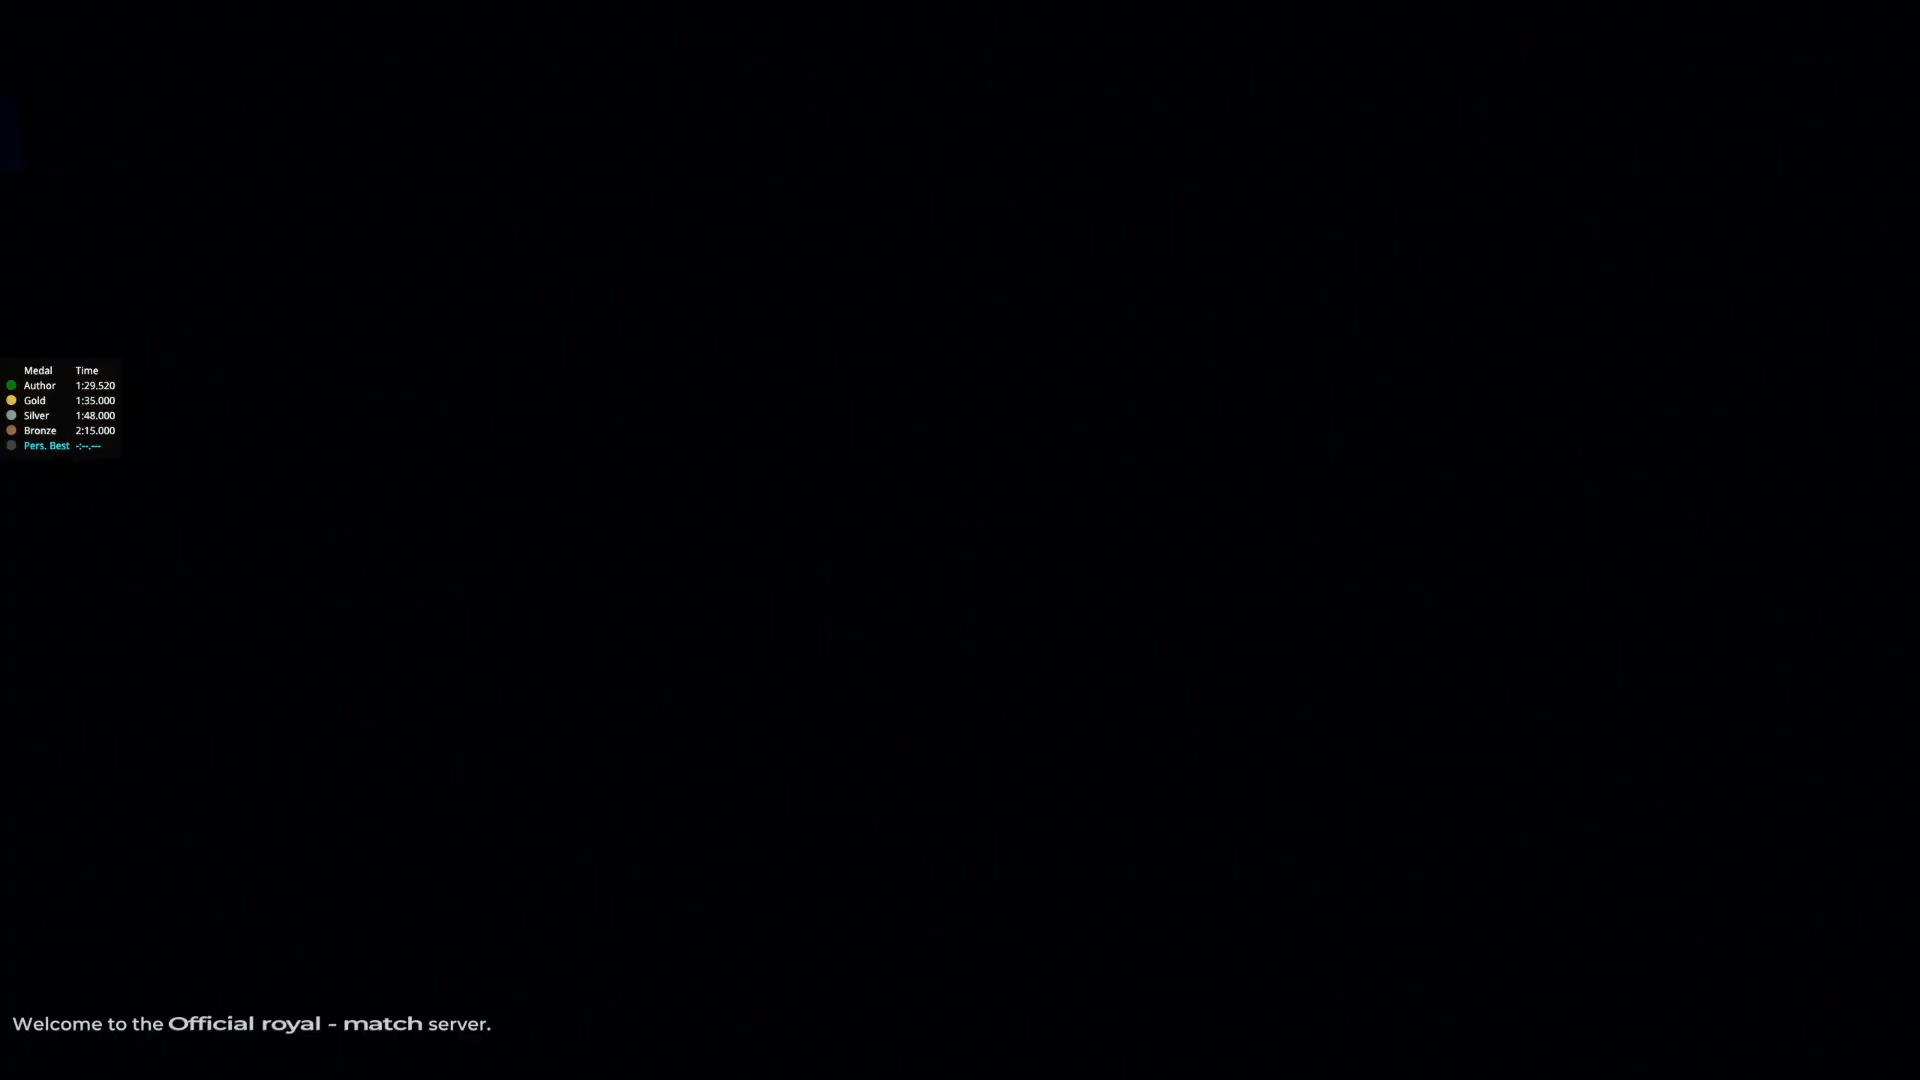 Medal Time
Author 1:29.520
Gold 1:35.000
Silver 1:48.000
Bronze 2:15.000
Pers. Best -:--.---
Welcome to the Official royal - match server.